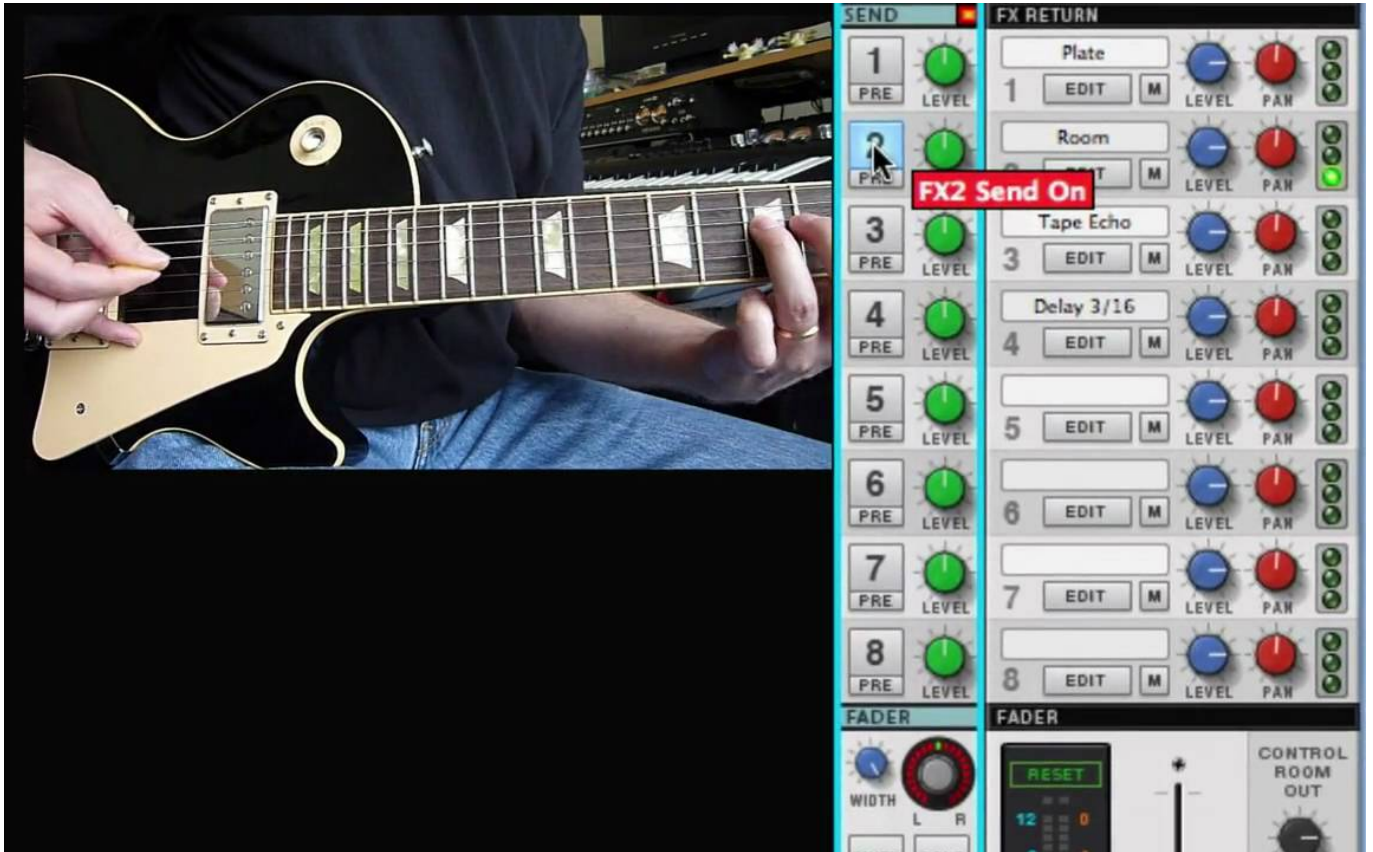 SEND
1
PRE
LEVEL
2
PRE
3
PRE
LEVEL
4
PRE
LEVEL
5
PRE
LEVEL
6
PRE
LEVEL
7
PRE
LEVEL
8
PRE
LEVEL
FADER
WIDTH
L R
FX2 Send On
FX RETURN
Plate
1 EDIT M LEVEL PAN
Room
M LEVEL PAN
Tape Echo
3 EDIT M LEVEL PAN
Delay 3/16
4 EDIT M LEVEL PAN
5 EDIT M LEVEL PAN
6 EDIT M LEVEL PAN
7 EDIT M LEVEL PAN
8 EDIT M LEVEL PAN
FADER
RESET
12 0
CONTROL
ROOM
OUT